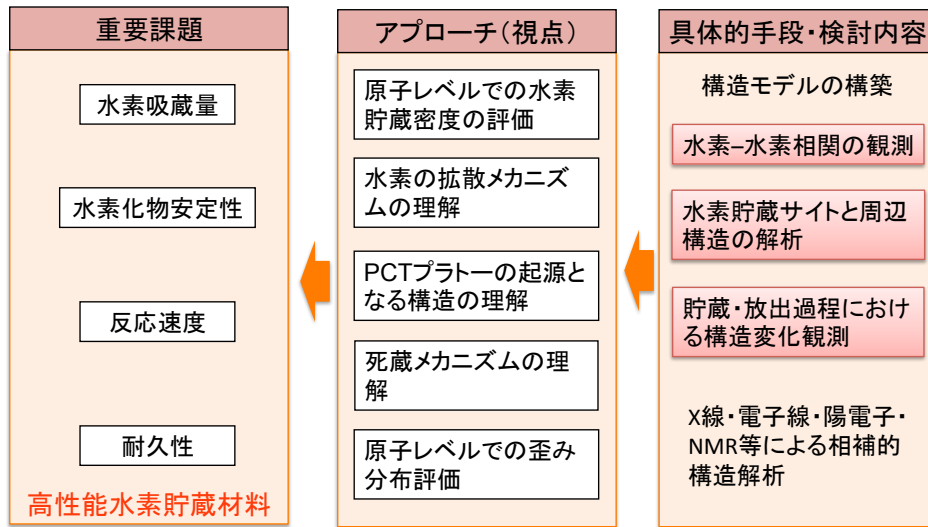 重要課題
水素吸蔵量
水素化物安定性
反応速度
耐久性
高性能水素貯蔵材料
アプローチ(視点)
原子レベルでの水素
貯蔵密度の評価
水素の拡散メカニズ
ムの理解
PCTプラトーの起源と
なる構造の理解
死蔵メカニズムの理
解
原子レベルでの歪み
分布評価
具体的手段・検討内容
構造モデルの構築
水素–水素相関の観測
水素貯蔵サイトと周辺
構造の解析
貯蔵・放出過程におけ
る構造変化観測
X線・電子線・陽電子・
NMR等による相補的
構造解析